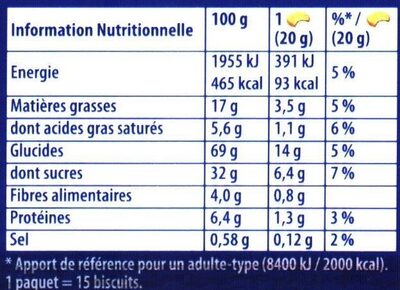 Information Nutritionnelle 100 g 1 (20 g) %* / (20 g)
Energie 1955 kJ 465 kcal 391 kJ 93 kcal 5 %
Matières grasses 17 g 3,5 g 5 %
dont acides gras saturés 5,6 g 1,1 g 6 %
Glucides 69 g 14 g 5 %
dont sucres 32 g 6,4 g 7 %
Fibres alimentaires 4,0 g 0,8 g
Protéines 6,4 g 1,3 g 3 %
Sel 0,58 g 0,12 g 2 %
* Apport de référence pour un adulte-type (8400 kJ / 2000 kcal).
1 paquet = 15 biscuits.